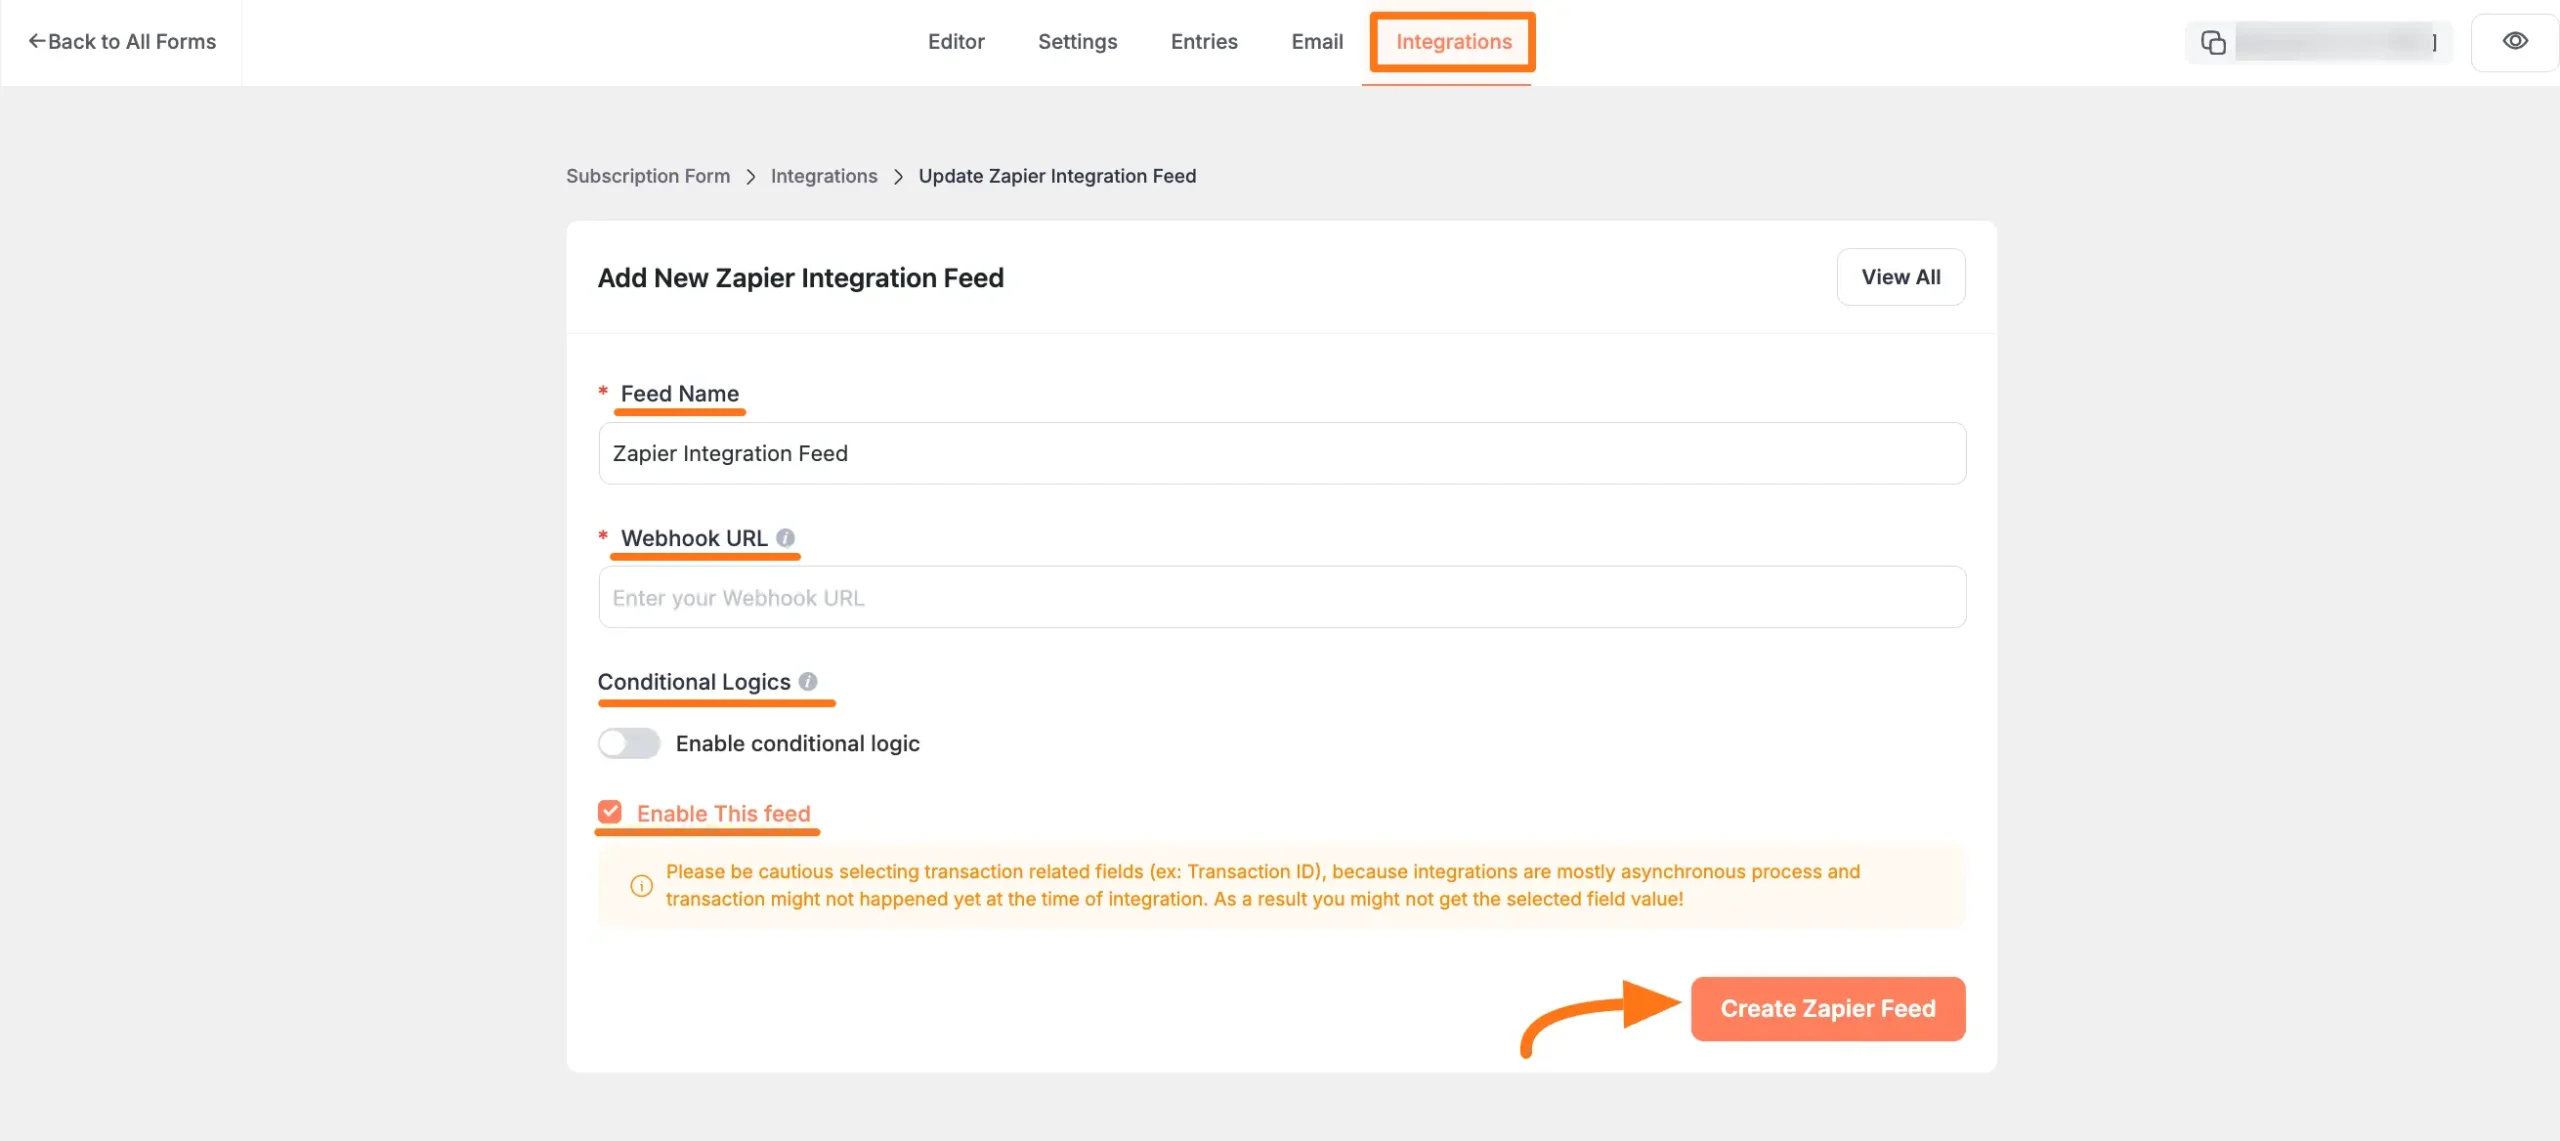 ←Back to All Forms
Editor Settings Entries Email Integrations
]
Subscription Form > Integrations > Update Zapier Integration Feed
Add New Zapier Integration Feed
View All
* Feed Name
Zapier Integration Feed
* Webhook URL
Enter your Webhook URL
Conditional Logics
Enable conditional logic
Enable This feed
Please be cautious selecting transaction related fields (ex: Transaction ID), because integrations are mostly asynchronous process and
transaction might not happened yet at the time of integration. As a result you might not get the selected field value!
Create Zapier Feed